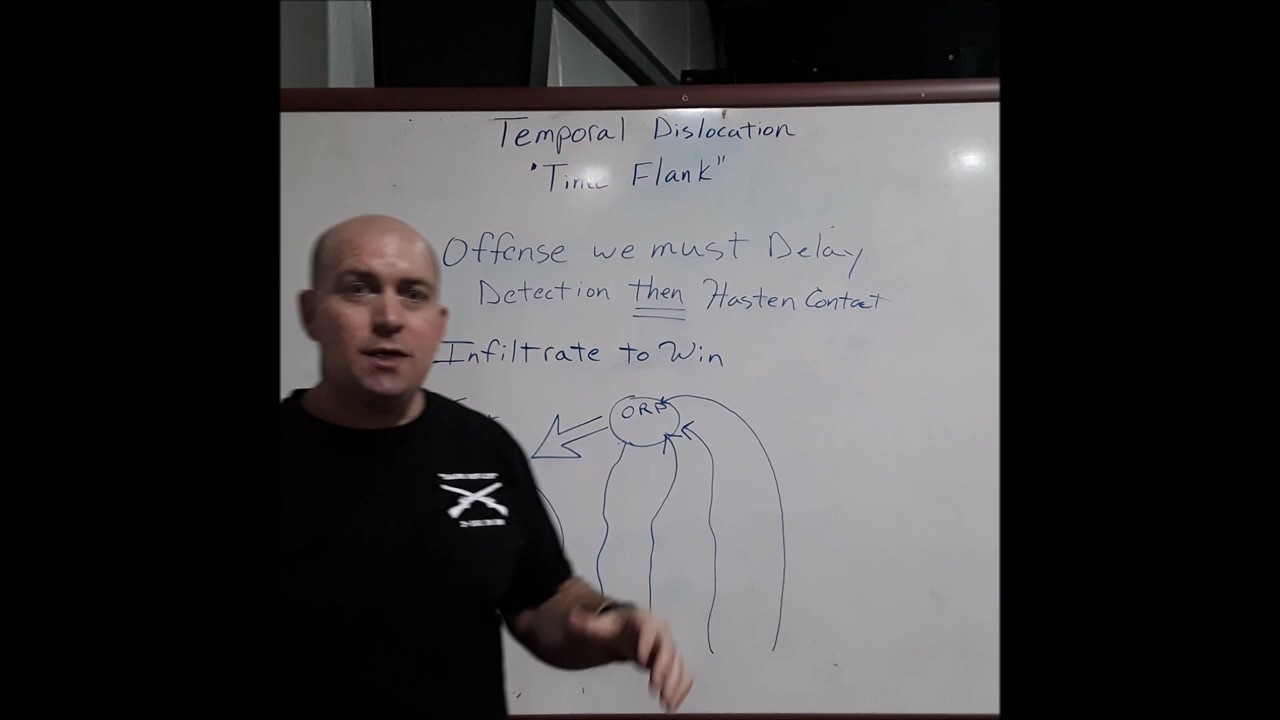 Temporal Dislocation
"Time Flank"
Offense we must Delay
Detection then Hasten Contact
Infiltrate to Win
ORP